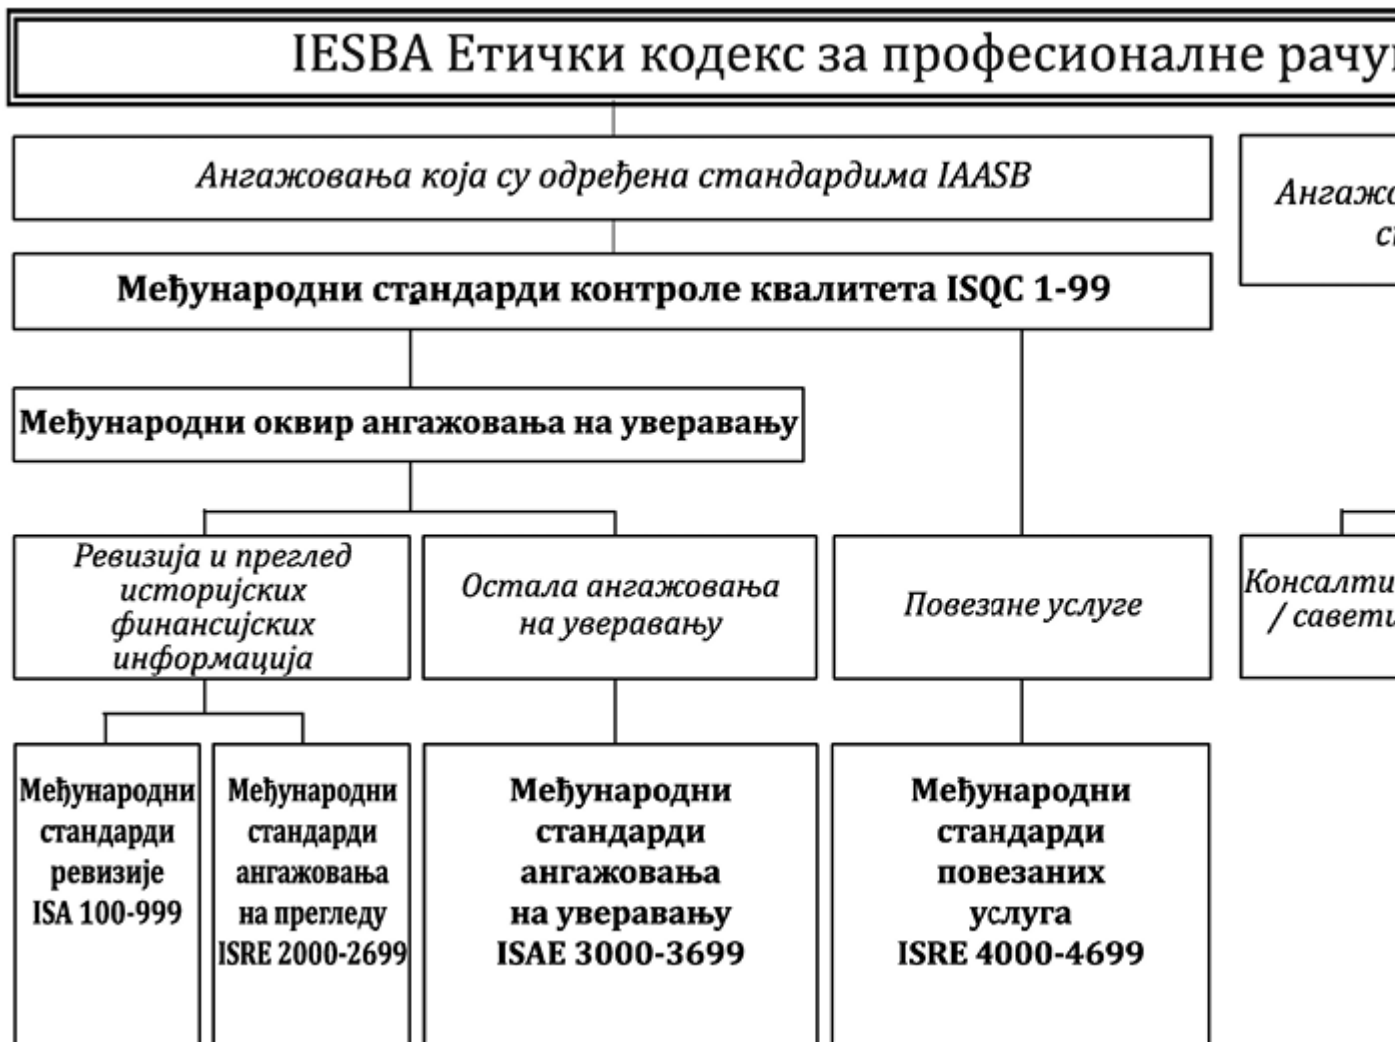 IESBA Етички кодекс за професионалне
Ангажовања која су одређена стандардима IAASB
Међународни стандарди контроле квалитета ISQC 1-99
Међународни оквир ангажовања на уверавању
Ревизија и преглед
историјских
финансијских
информација
Остала ангажовања
на уверавању
Повезане услуге
/
Међународни
стандарди
ревизије
ISA 100-999
Међународни
стандарди
ангажовања
на прегледу
ISRE 2000-2699
Међународни
стандарди
ангажовања
на уверавању
ISAE 3000-3699
Међународни
стандарди
повезаних
услуга
ISRE 4000-4699